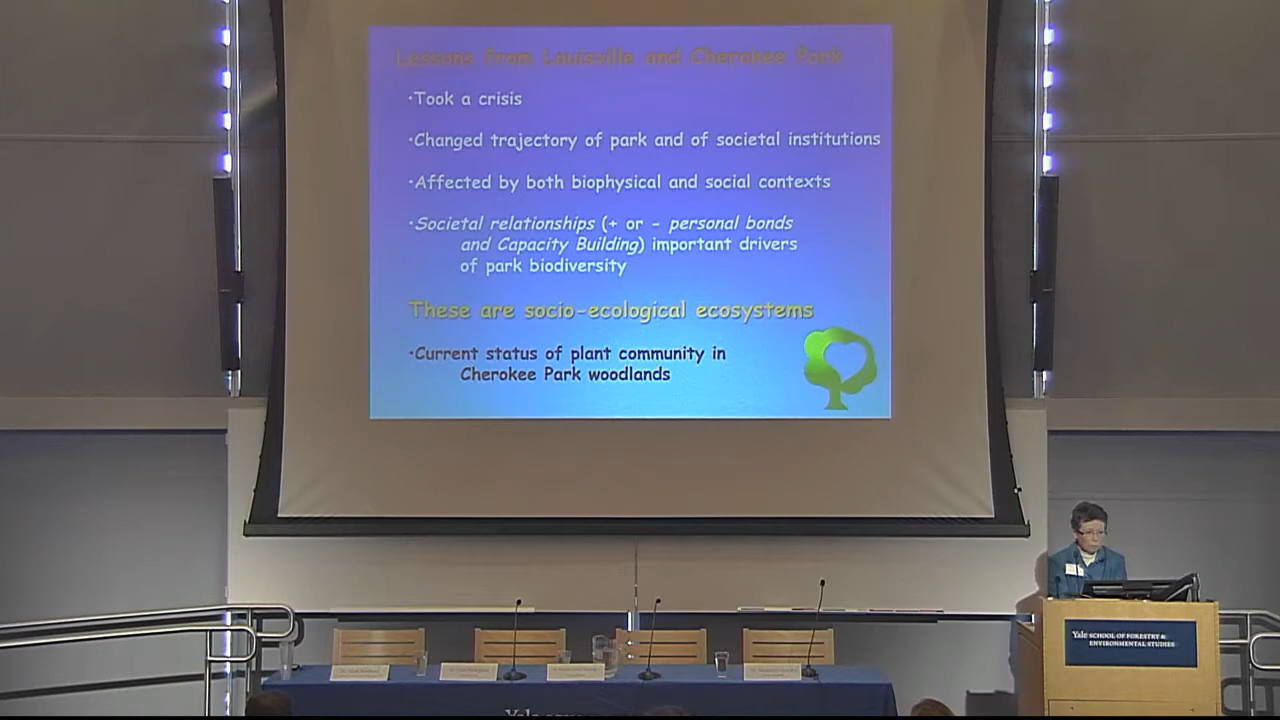 Lessons from Louisville and Cherokee Park
•Took a crisis
•Changed trajectory of park and of societal institutions
•Affected by both biophysical and social contexts
•Societal relationships (+ or - personal bonds
and Capacity Building) important drivers
of park biodiversity
These are socio-ecological ecosystems
•Current status of plant community in
Cherokee Park woodlands
Yale SCHOOL OF FORESTRY &
ENVIRONMENTAL STUDIES
Yale